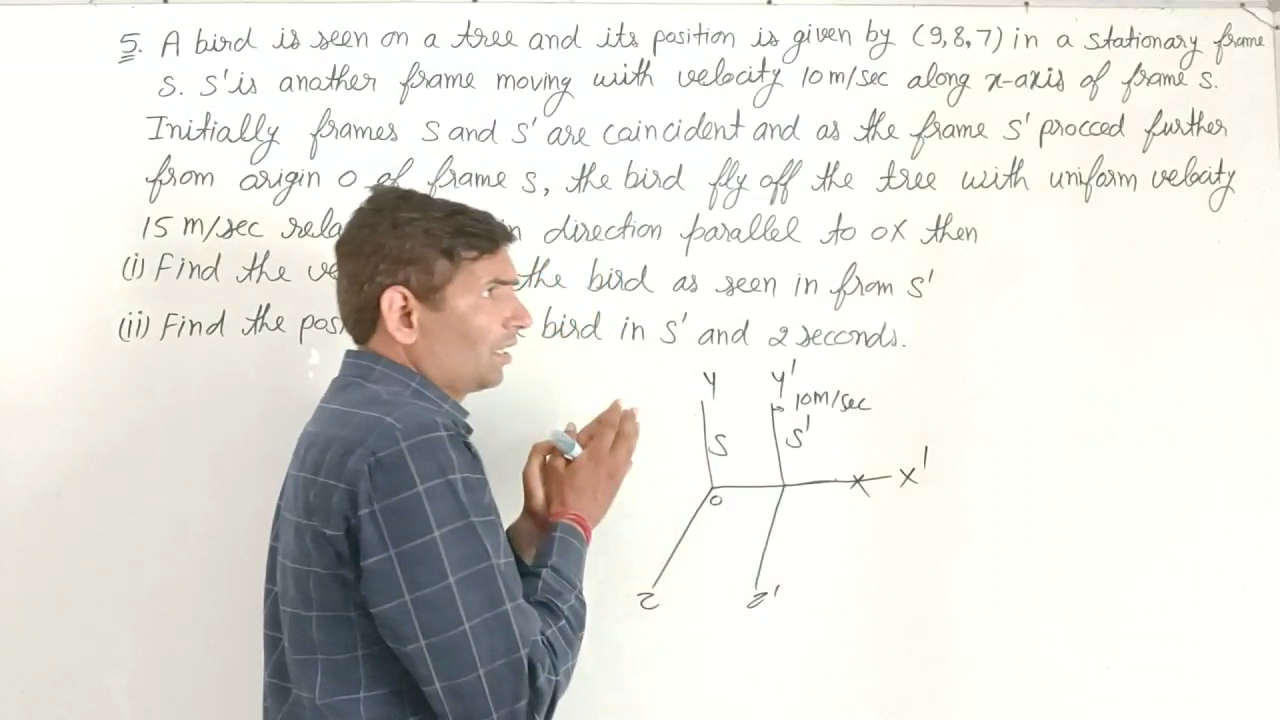 5. A bird is seen on a tree and its position is given by (9,8,7) in a stationary frame
S. S' is another frame moving with velocity 10 m/sec along x-axis of frame S.
Initially frames S and S' are coincident and as the frame S' procced further
from origin O of frame S, the bird fly off the tree with uniform velocity
15 m/sec direction parallel to OX then
(i) Find the the bird as seen in from S'
(ii) Find the bird in S' and 2 seconds.
Y Y'
10m/sec
S S'
X X'
O
Z Z'